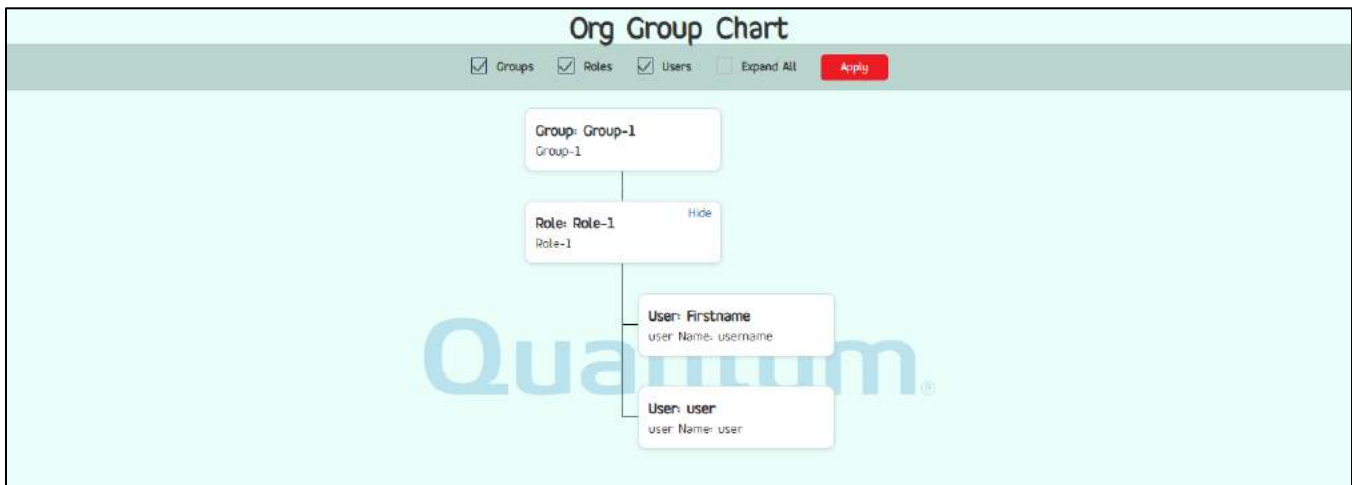 Org Group Chart
Groups Roles Users Expand All Apply
Group: Group-1
Group-1
Hide
Role: Role-1
Role-1
User: Firstname
user Name: username
Quantum®
User: user
user Name: user